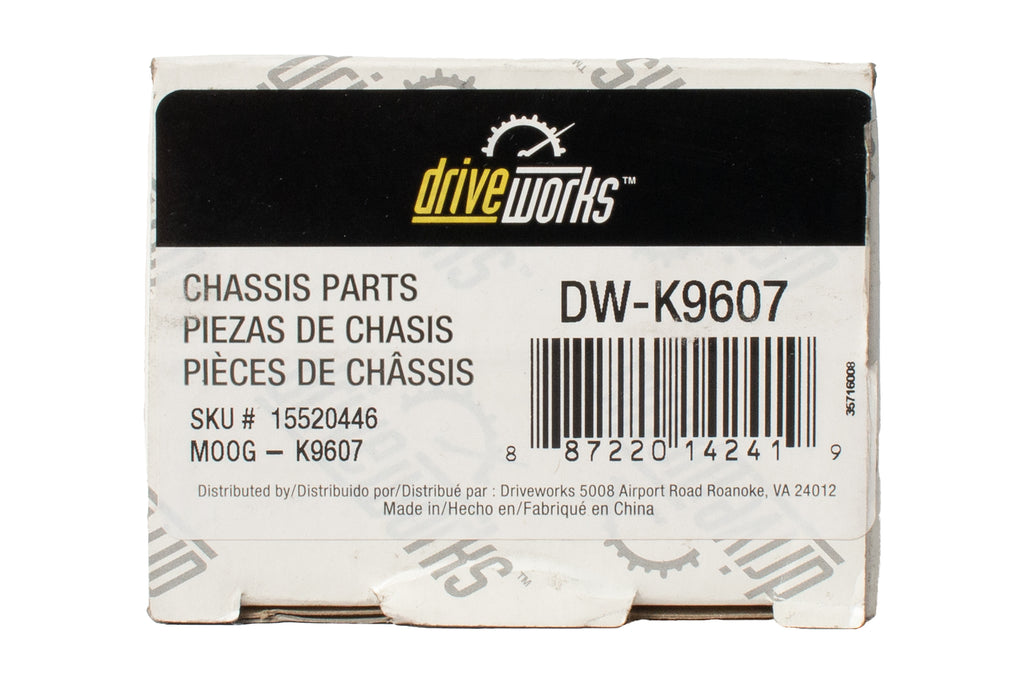 driveworks™
CHASSIS PARTS
PIEZAS DE CHASIS
PIÈCES DE CHÂSSIS
SKU # 15520446
MOOG – K9607
DW-K9607
8 87220 14241 9
35716008
Distributed by/Distribuido por/Distribué par : Driveworks 5008 Airport Road Roanoke, VA 24012
Made in/Hecho en/Fabriqué en China